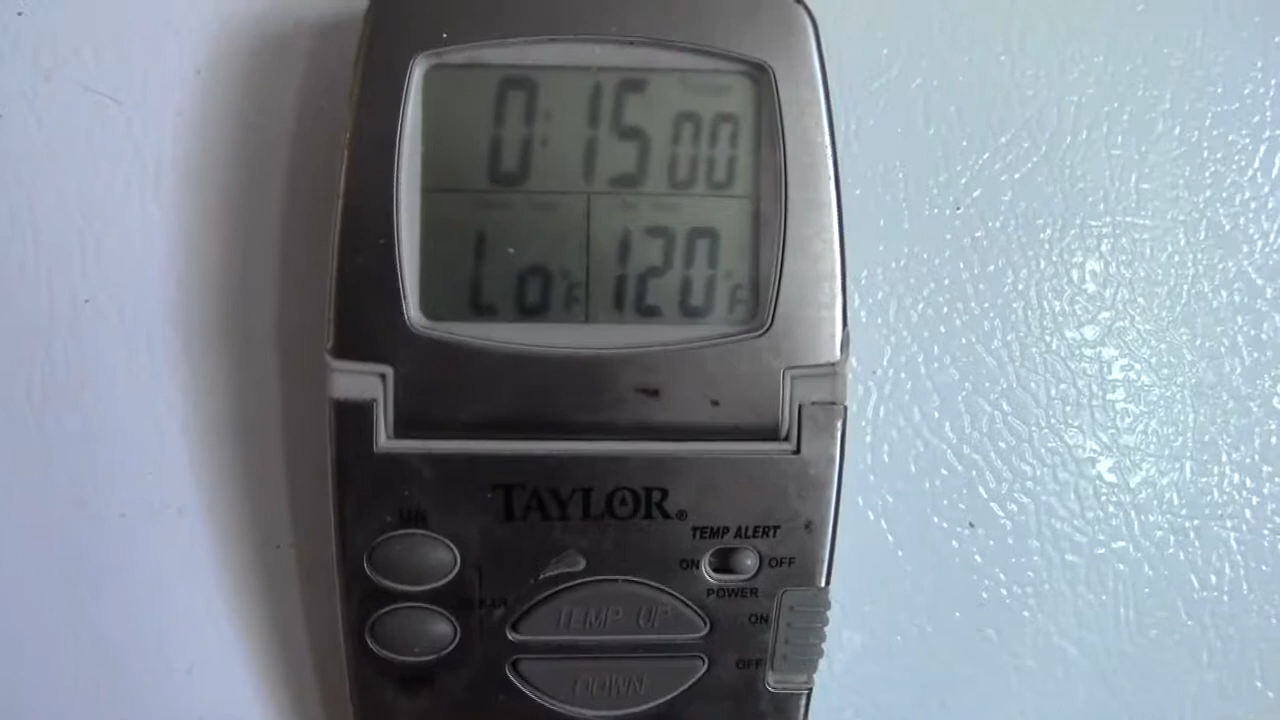 0:15 00
Lo °F 120 °F
TAYLOR®
TEMP ALERT
ON OFF
POWER
TEMP UP
ON
OFF
DOWN